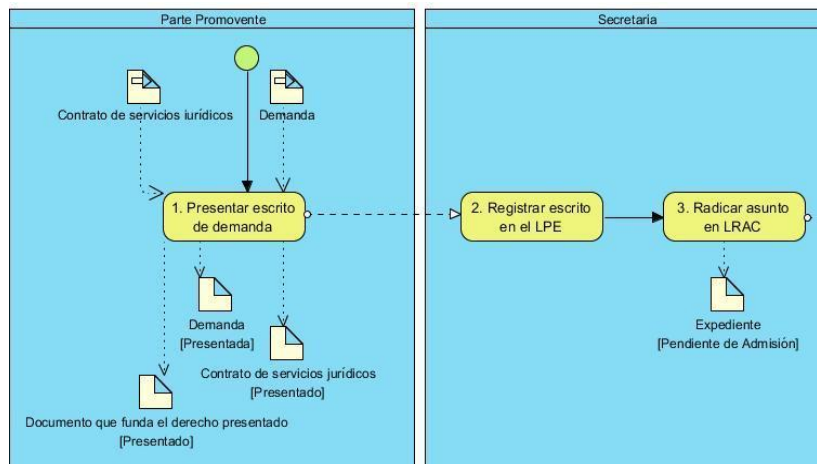 Parte Promovente
Secretaria
Contrato de servicios iurídicos
Demanda
1. Presentar escrito
de demanda
2. Registrar escrito
en el LPE
3. Radicar asunto
en LRAC
Demanda
[Presentada]
Contrato de servicios jurídicos
[Presentado]
Documento que funda el derecho presentado
[Presentado]
Expediente
[Pendiente de Admisión]